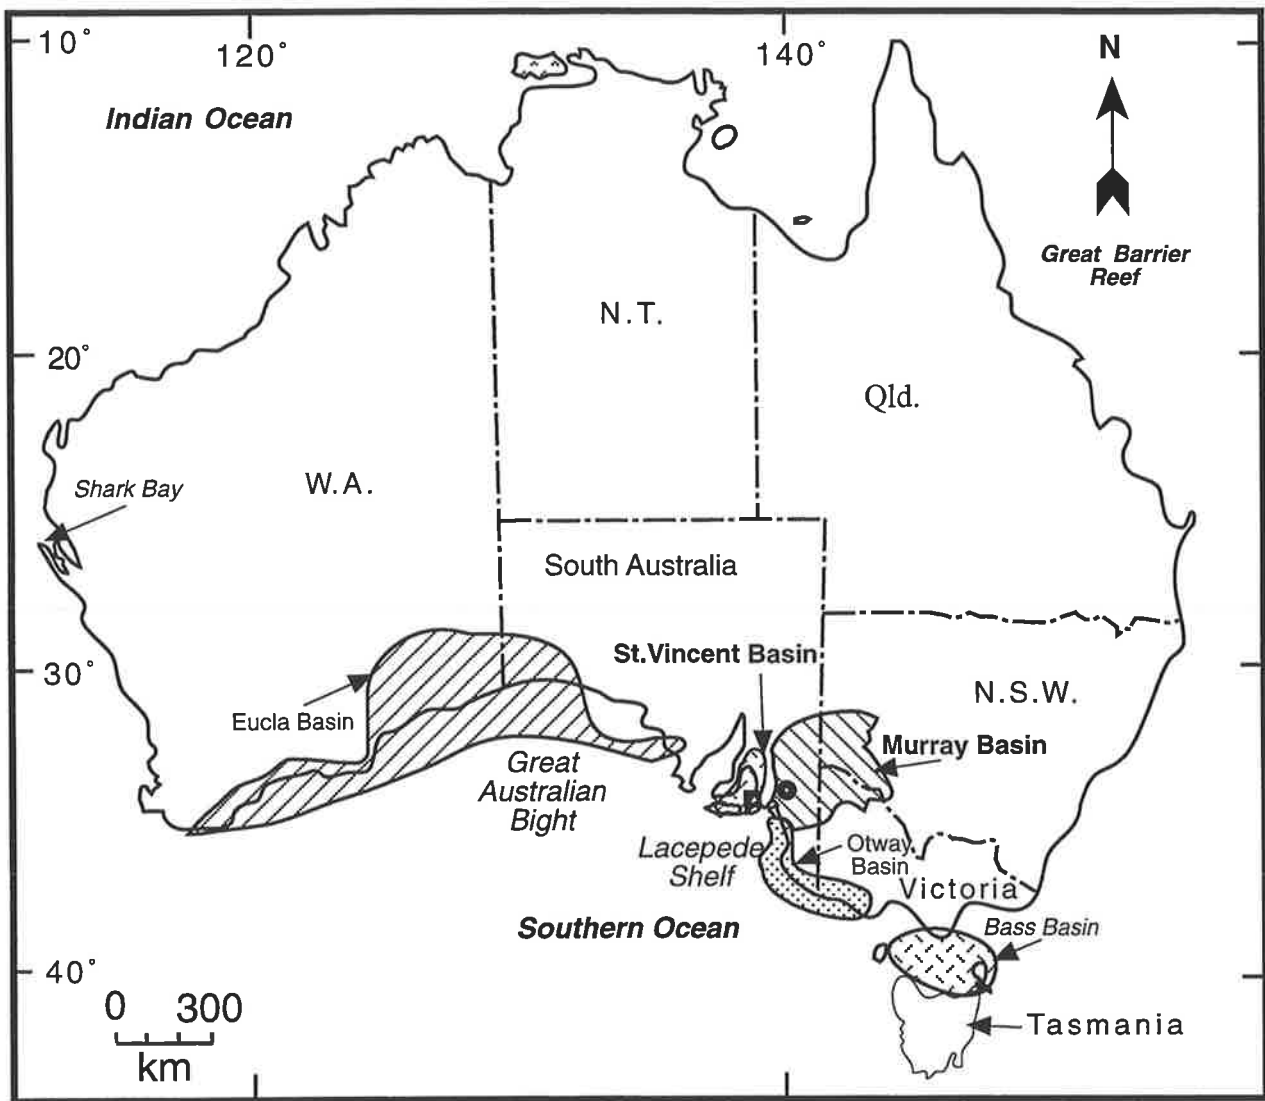 10°
120°
140°
N
Indian Ocean
Great Barrier
Reef
N.T.
20°
Qld.
W.A.
Shark Bay
South Australia
St.Vincent Basin
30°
N.S.W.
Eucla Basin
Murray Basin
Great
Australian
Bight
Lacepede
Shelf
Otway
Basin
Victoria
Southern Ocean
Bass Basin
40°
0 300
km
Tasmania